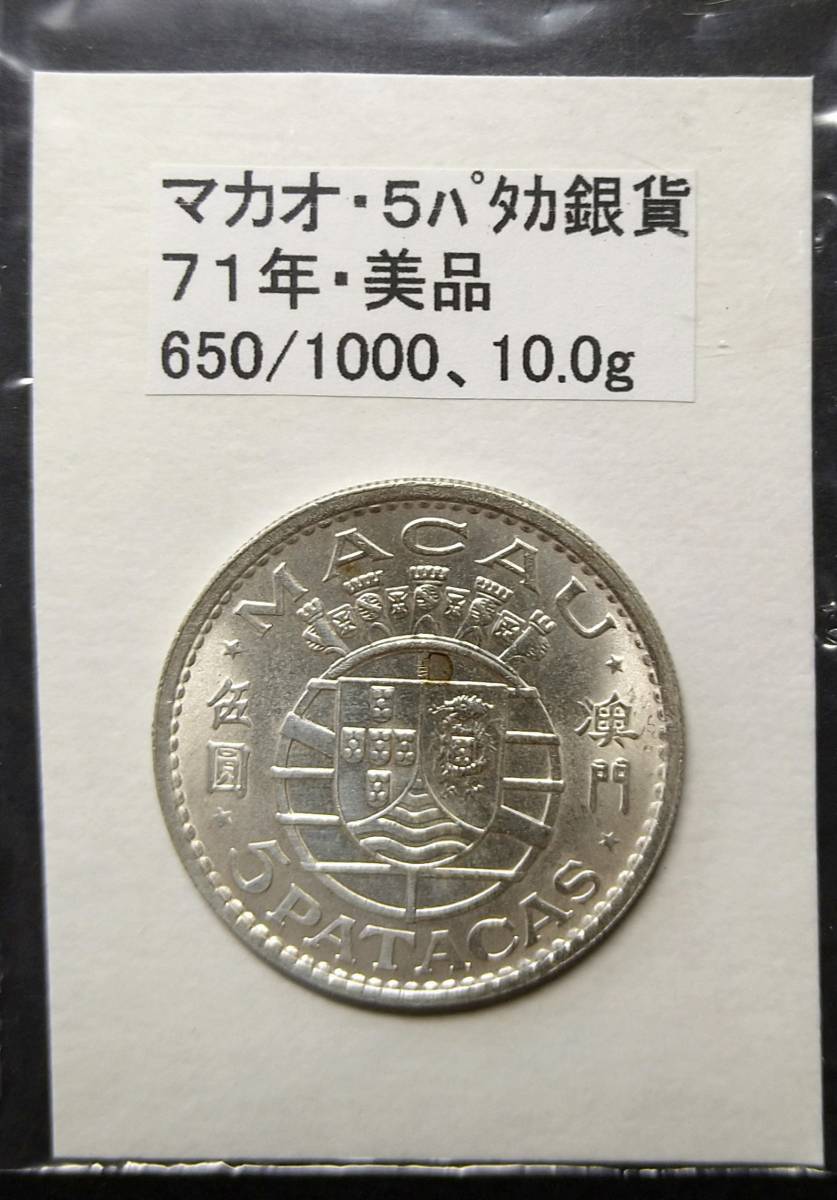 マカオ・5パタカ銀貨
71年・美品
650/1000、10.0g
MACAU
伍圓
澳門
5 PATACAS